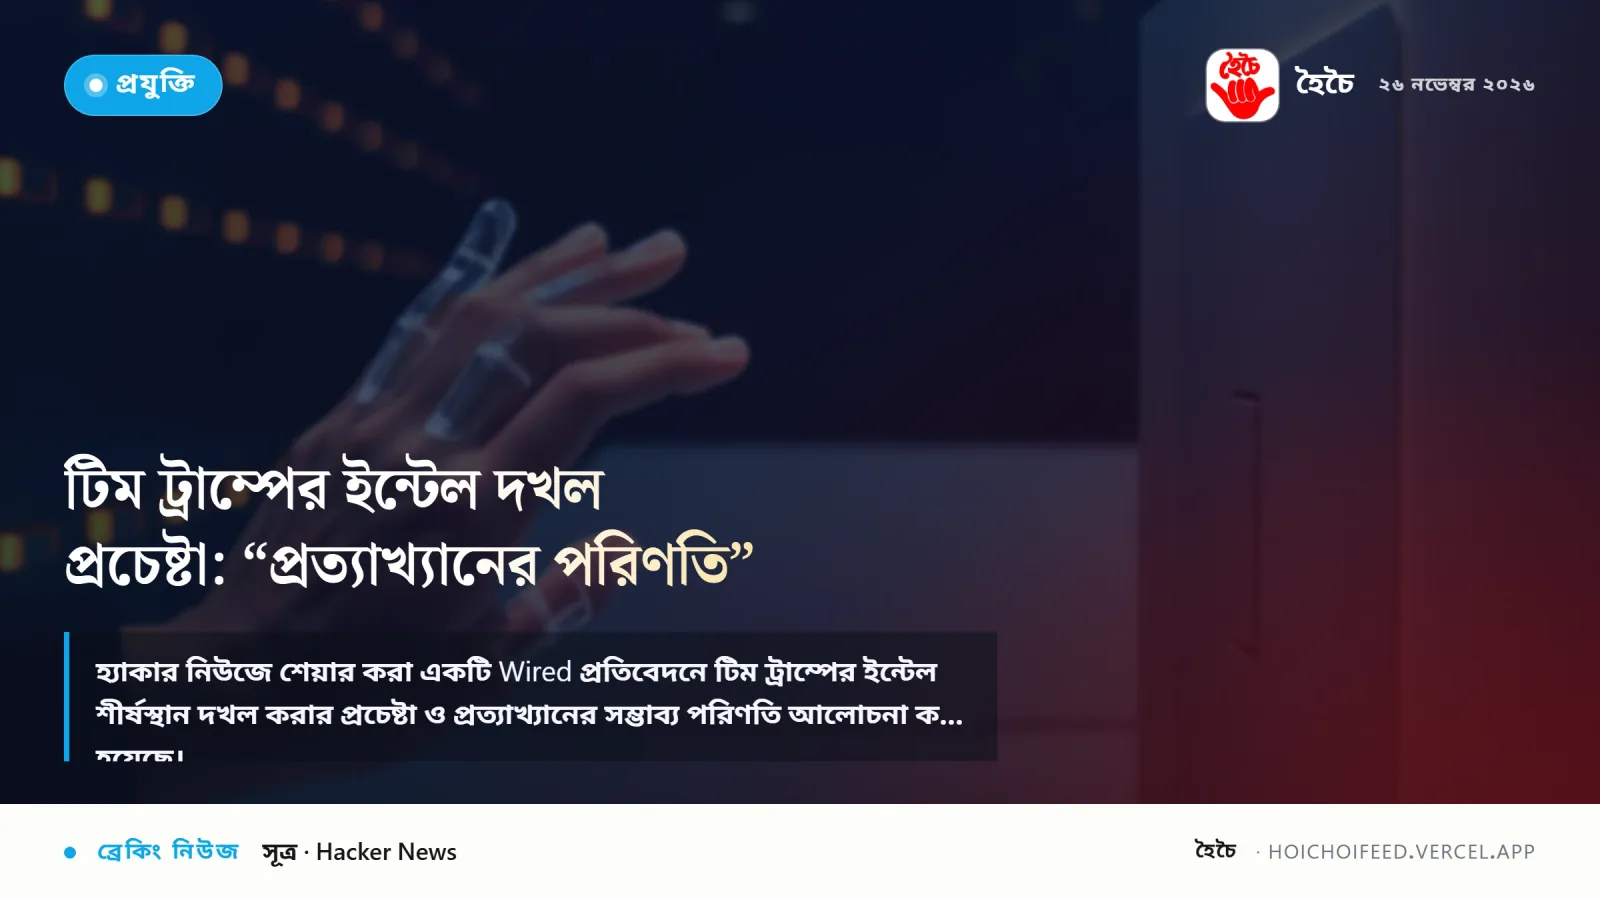 প্রযুক্তি
হৈচৈ
হৈচৈ ২৬ নভেম্বর ২০২৬
টিম ট্রাম্পের ইন্টেল দখল
প্রচেষ্টা: “প্রত্যাখ্যানের পরিণতি”
হ্যাকার নিউজে শেয়ার করা একটি Wired প্রতিবেদনে টিম ট্রাম্পের ইন্টেল
শীর্ষস্থান দখল করার প্রচেষ্টা ও প্রত্যাখ্যানের সম্ভাব্য পরিণতি আলোচনা ক...
হয়েছে।
ব্রেকিং নিউজ সূত্র · Hacker News
হৈচৈ · HOICHOIFEED.VERCEL.APP